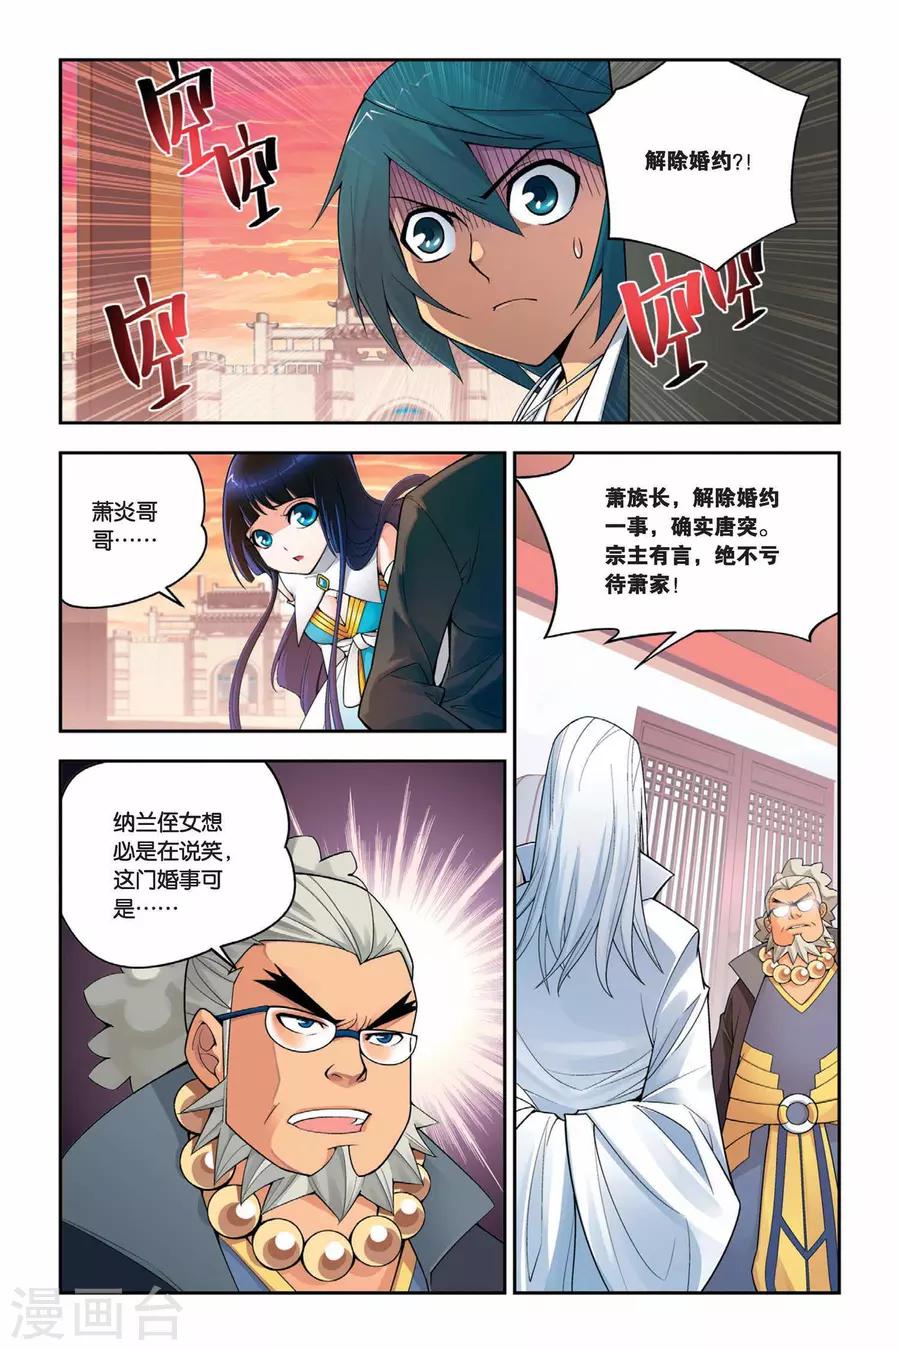 解除婚约?!
空
空
空
空
空
萧炎哥
哥……
萧族长，解除婚约
一事，确实唐突。
宗主有言，绝不亏
待萧家！
纳兰侄女想
必是在说笑，
这门婚事可
是……
漫画台